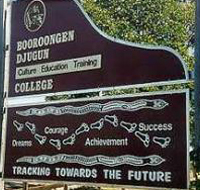 BOOROONGEN
DJUGUN
Culture Education Training
COLLEGE
Courage
Success
Dreams
Achievement
TRACKING TOWARDS THE FUTURE